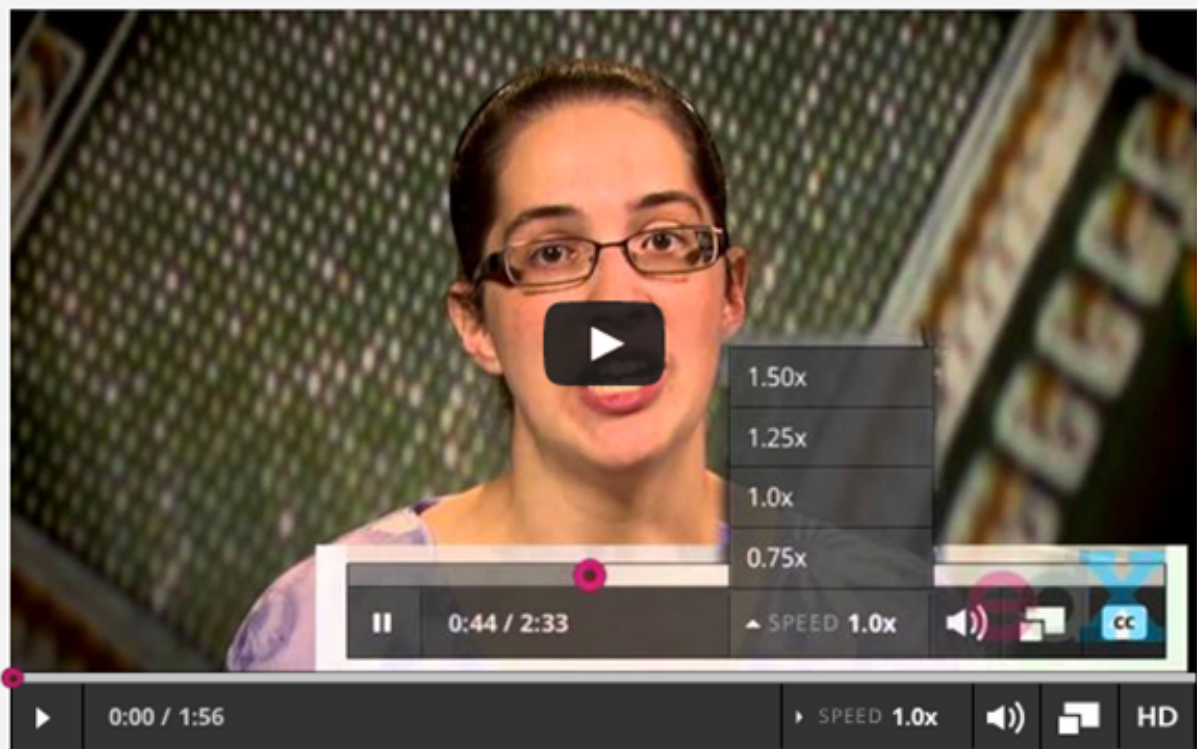 1.50x
1.25x
1.0x
0.75x
0:44 / 2:33 SPEED 1.0x CC
edX
0:00 / 1:56 SPEED 1.0x HD